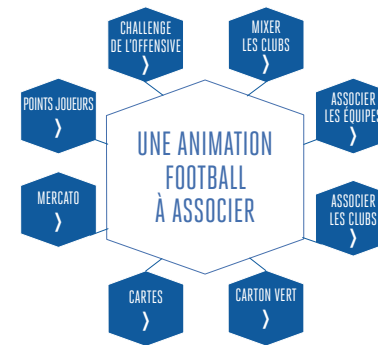 CHALLENGE
DE L'OFFENSIVE
❯
MIXER
LES CLUBS
❯
POINTS JOUEURS
❯
ASSOCIER
LES ÉQUIPES
❯
UNE ANIMATION
FOOTBALL
À ASSOCIER
MERCATO
❯
ASSOCIER
LES CLUBS
❯
CARTES
❯
CARTON VERT
❯